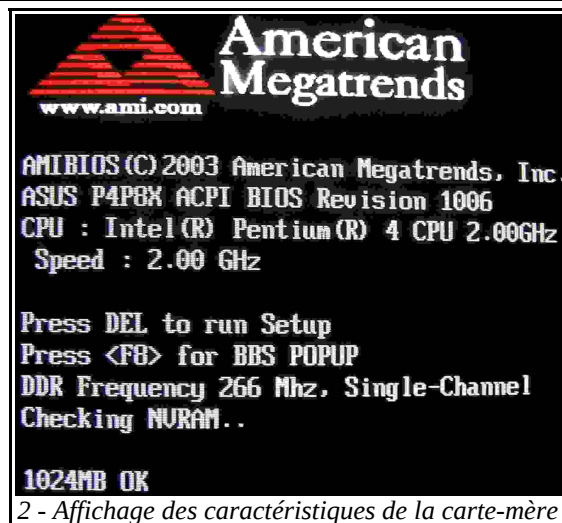 American
Megatrends
www.ami.com
AMIBIOS(C)2003 American Megatrends, Inc.
ASUS P4P8X ACPI BIOS Revision 1006
CPU : Intel(R) Pentium(R) 4 CPU 2.00GHz
Speed : 2.00 GHz
Press DEL to run Setup
Press <F8> for BBS POPUP
DDR Frequency 266 Mhz, Single-Channel
Checking NVRAM..
1024MB OK
2 - Affichage des caractéristiques de la carte-mère